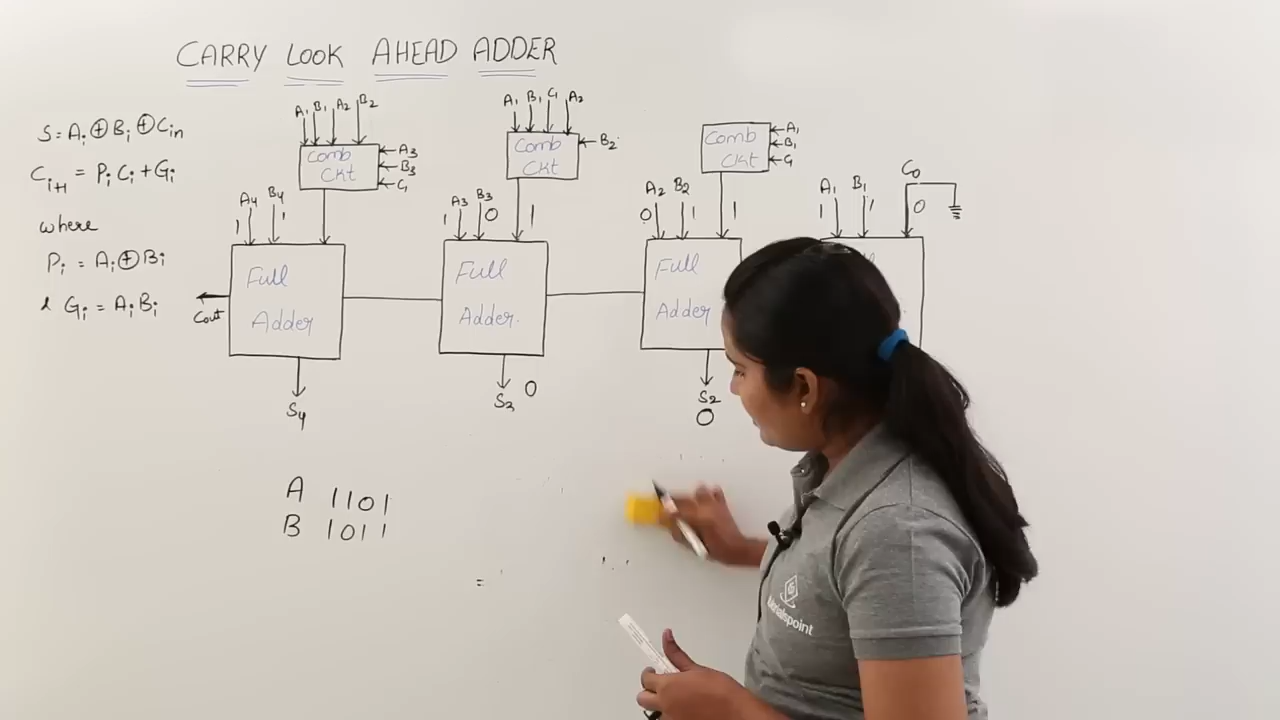 CARRY LOOK AHEAD ADDER
S = Ai ⊕ Bi ⊕ Cin
Ci+1 = Pi Ci + Gi
where
Pi = Ai ⊕ Bi
& Gi = Ai Bi
A1 B1 A2 B2
Comb Ckt
A3
B3
C1
A4 B4
1 1
Full Adder
Cout
S4
A1 B1 C1 A2
Comb Ckt
B2
A3 B3
1 0 1
Full Adder
S3 0
Comb Ckt
A1
B1
C1
A2 B2
0 1 1
Full Adder
S2
0
A1 B1 C0
1 1 0
A 1101
B 1011
=
tutorialspoint